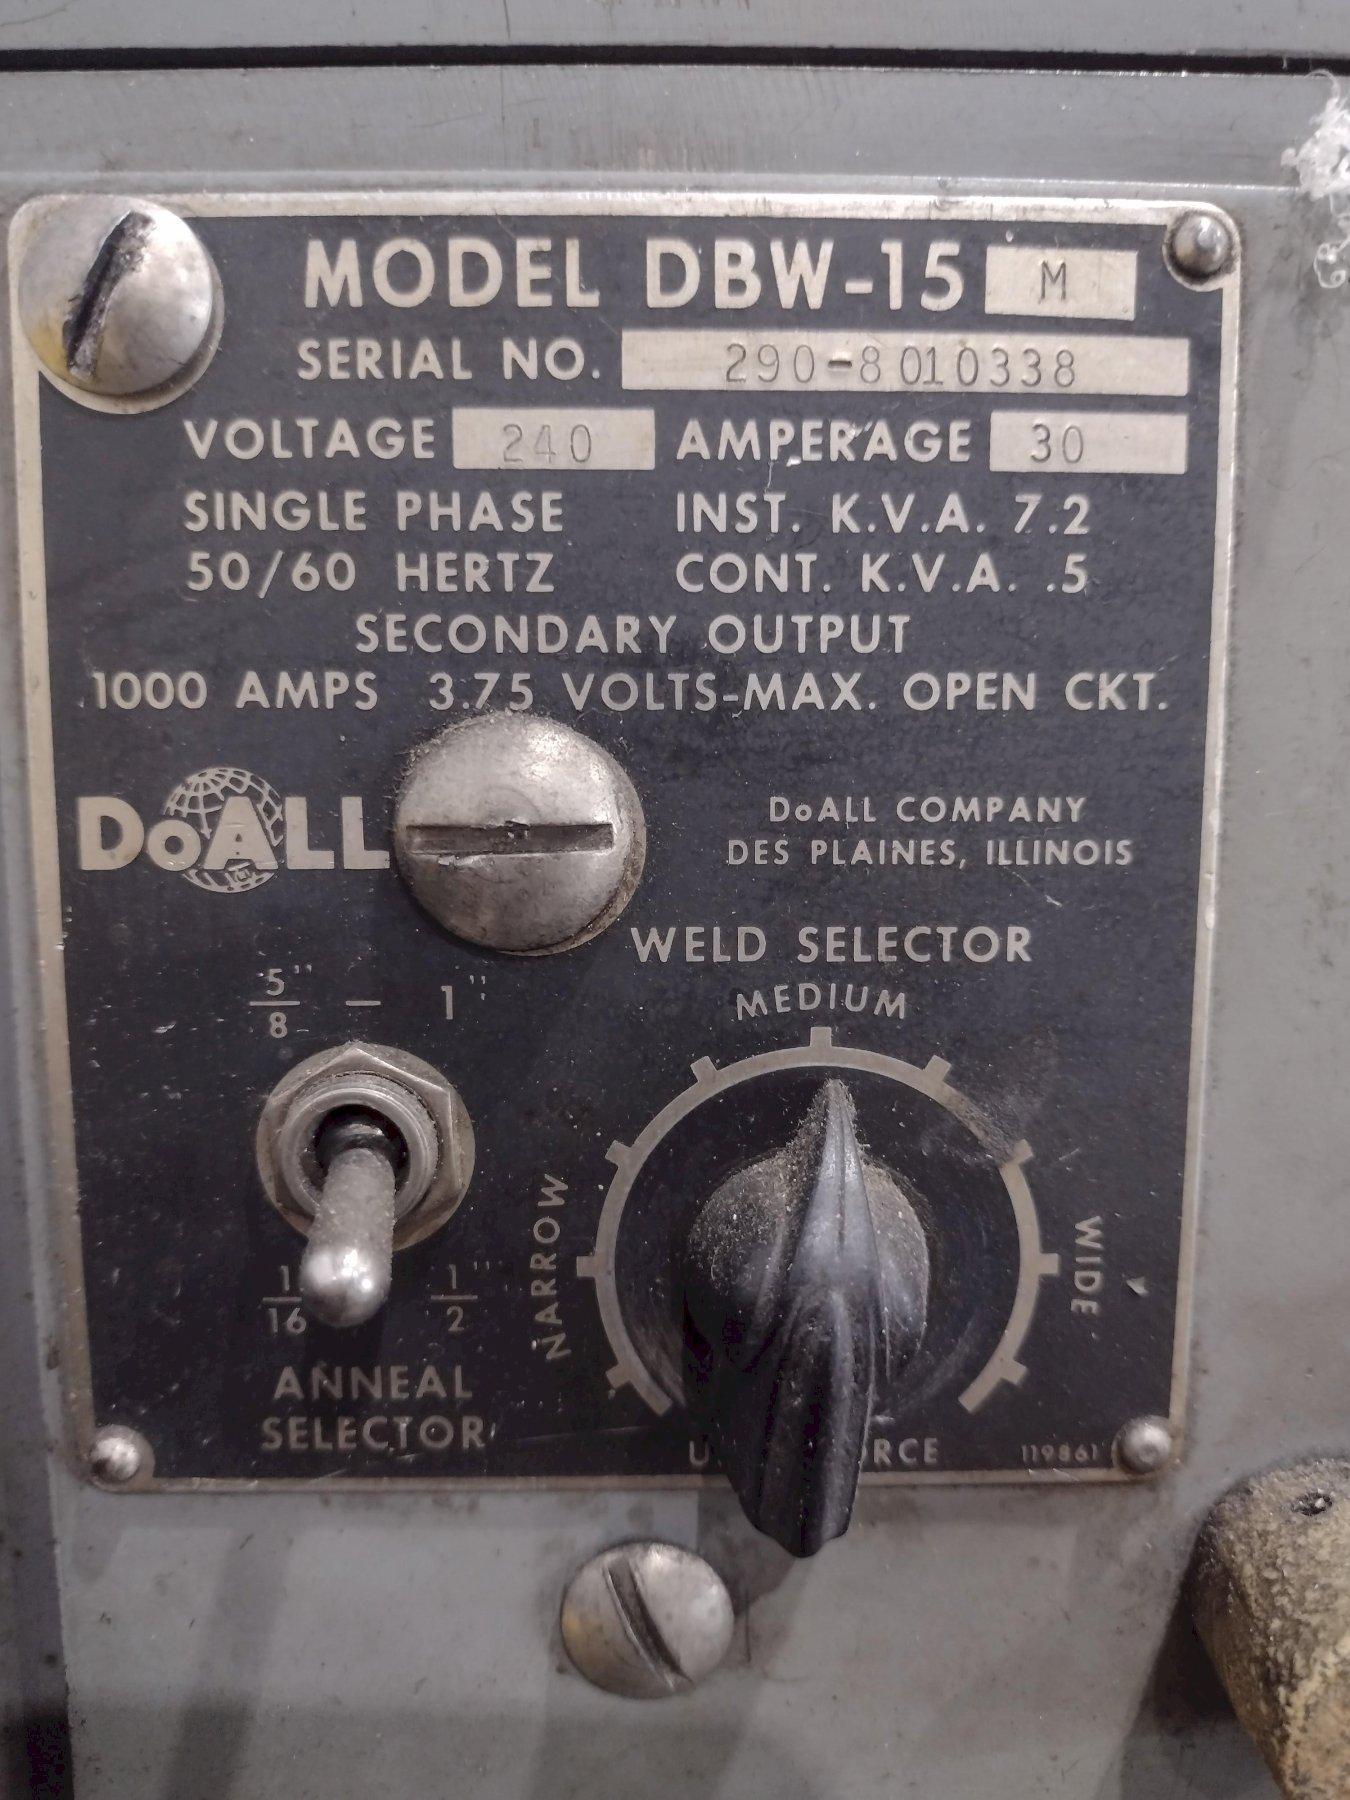 MODEL DBW-15 M
SERIAL NO. 290-8010338
VOLTAGE 240 AMPERAGE 30
SINGLE PHASE INST. K.V.A. 7.2
50/60 HERTZ CONT. K.V.A. .5
SECONDARY OUTPUT
1000 AMPS 3.75 VOLTS-MAX. OPEN CKT.
DoALL
DoALL COMPANY
DES PLAINES, ILLINOIS
WELD SELECTOR
5/8" — 1"
MEDIUM
NARROW
WIDE
1/16 1/2"
ANNEAL
SELECTOR
119861